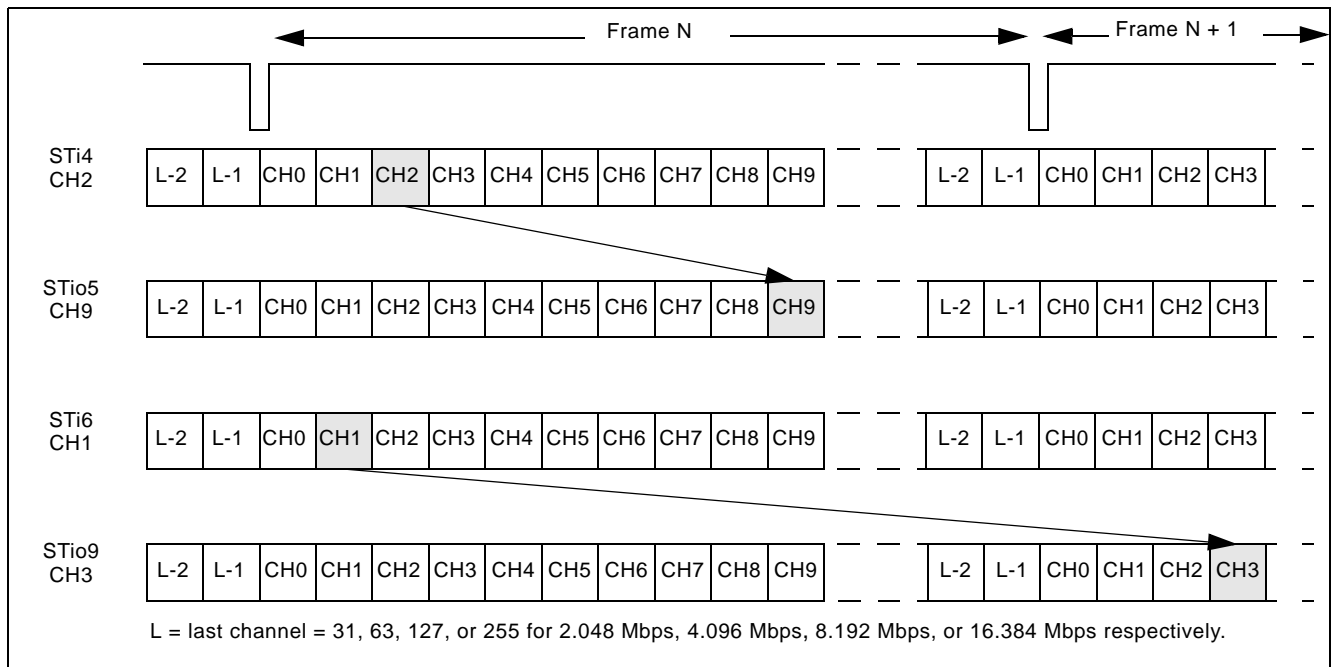 Frame N Frame N + 1
STi4
CH2
L-2 L-1 CH0 CH1 CH2 CH3 CH4 CH5 CH6 CH7 CH8 CH9 L-2 L-1 CH0 CH1 CH2 CH3
STio5
CH9
L-2 L-1 CH0 CH1 CH2 CH3 CH4 CH5 CH6 CH7 CH8 CH9 L-2 L-1 CH0 CH1 CH2 CH3
STi6
CH1
L-2 L-1 CH0 CH1 CH2 CH3 CH4 CH5 CH6 CH7 CH8 CH9 L-2 L-1 CH0 CH1 CH2 CH3
STio9
CH3
L-2 L-1 CH0 CH1 CH2 CH3 CH4 CH5 CH6 CH7 CH8 CH9 L-2 L-1 CH0 CH1 CH2 CH3
L = last channel = 31, 63, 127, or 255 for 2.048 Mbps, 4.096 Mbps, 8.192 Mbps, or 16.384 Mbps respectively.